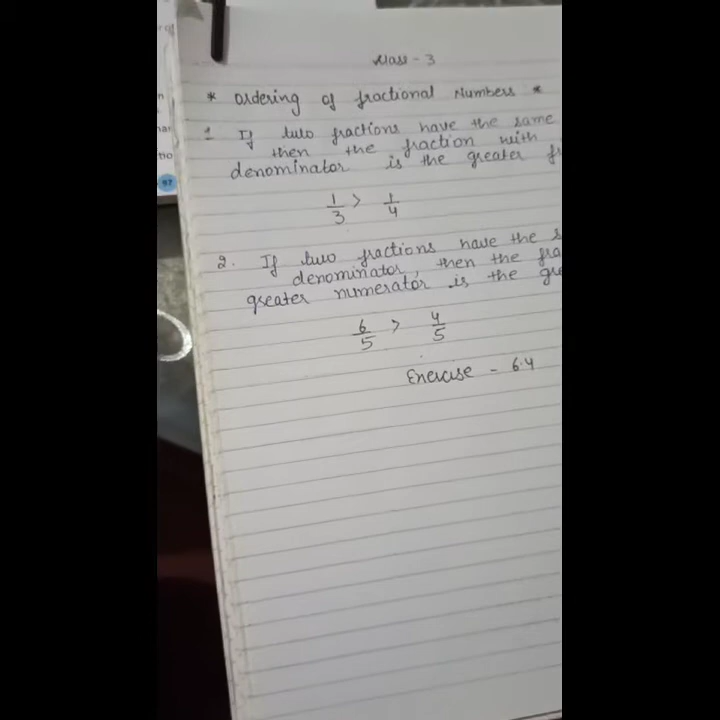 Class - 3
* Ordering of fractional Numbers *
1 If two fractions have the same
then the fraction with
denominator is the greater
1/3 > 1/4
2. If two fractions have the
denominator, then the
greater numerator is the
6/5 > 4/5
Exercise - 6.4
97